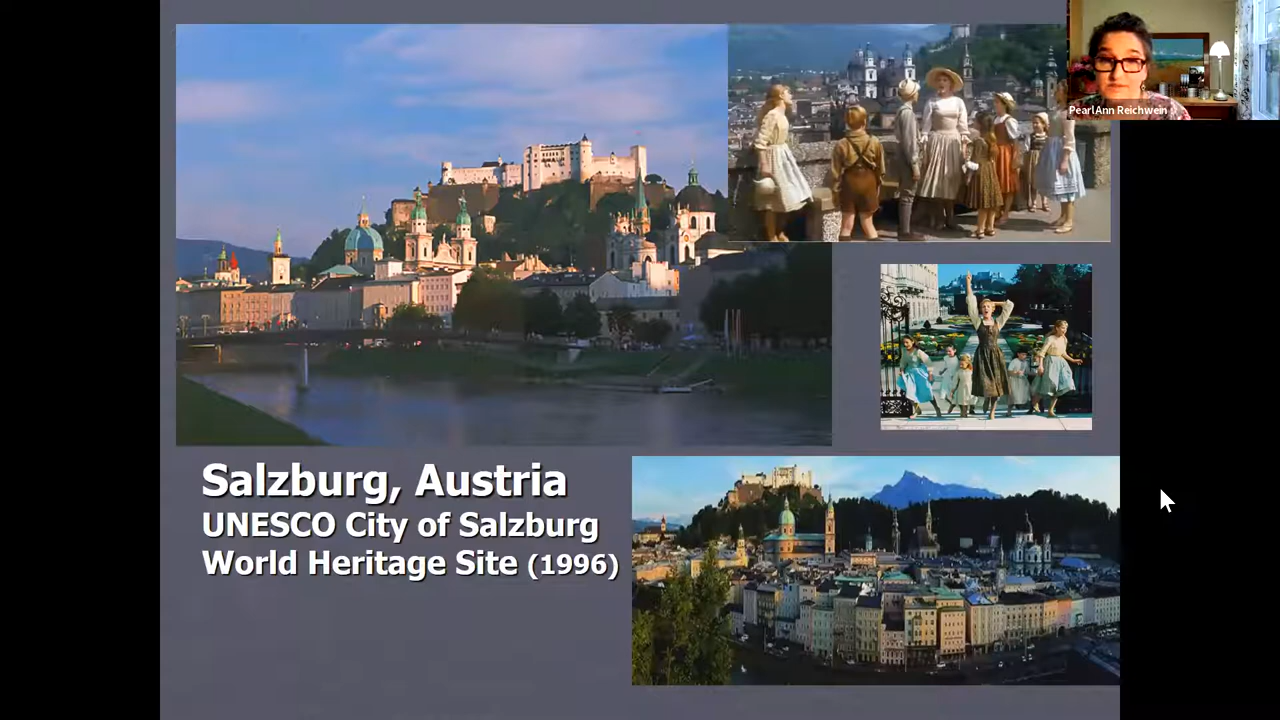 PearlAnn Reichwein
Salzburg, Austria
UNESCO City of Salzburg
World Heritage Site (1996)